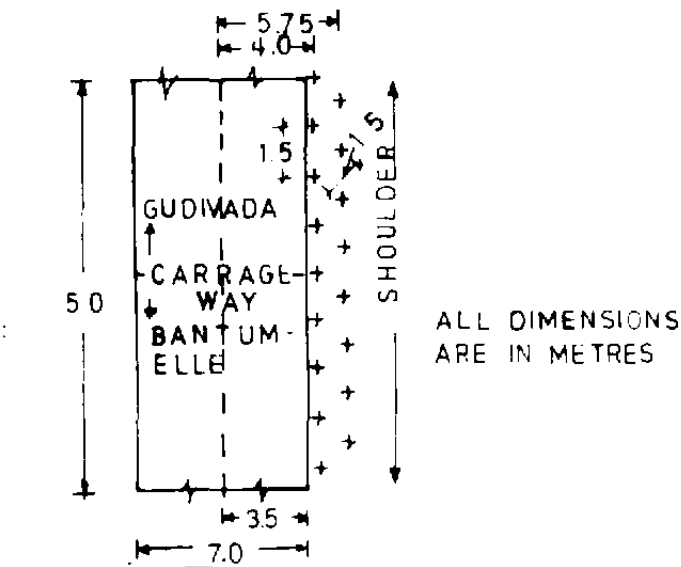 5.75
4.0
1.5
1.5
SHOULDER
GUDIVADA
CARRAGE-
WAY
BANTUM-
ELLE
50
ALL DIMENSIONS
ARE IN METRES
3.5
7.0